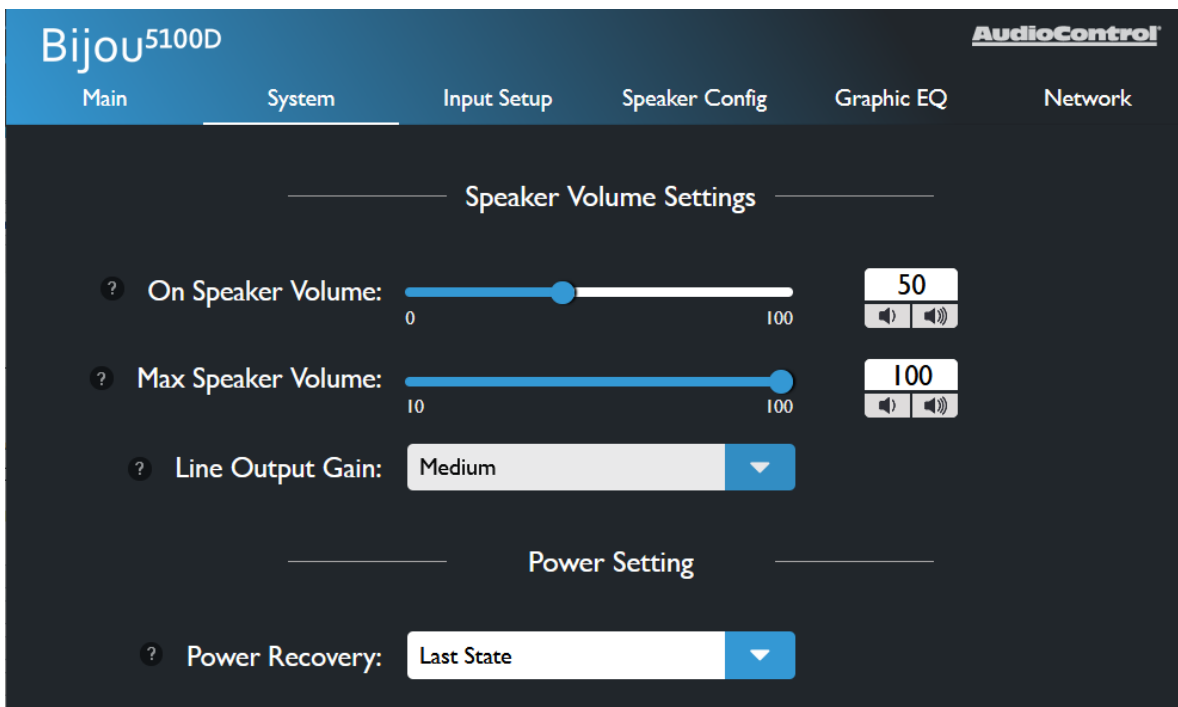 Bijou5100D
AudioControl®
Main System Input Setup Speaker Config Graphic EQ Network
Speaker Volume Settings
? On Speaker Volume: 50
0 100
? Max Speaker Volume: 100
10 100
? Line Output Gain: Medium
Power Setting
? Power Recovery: Last State